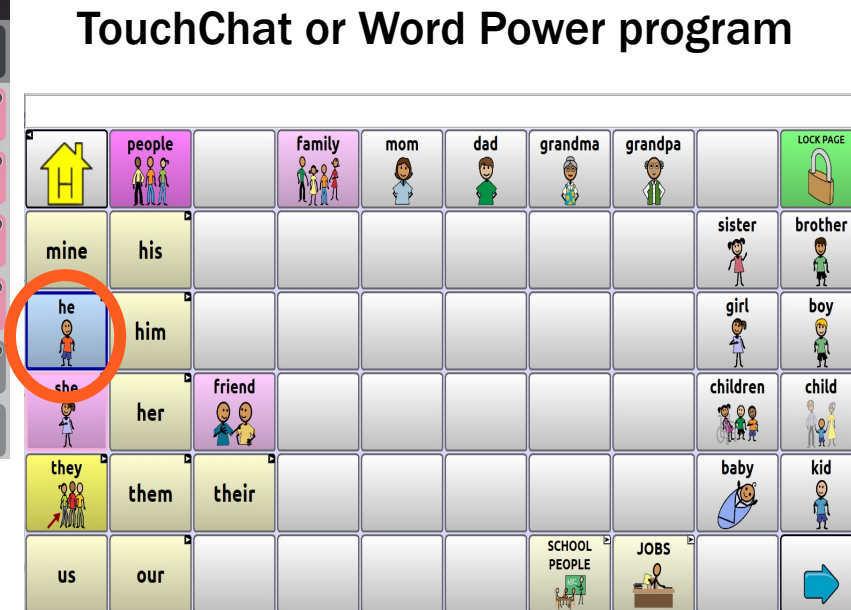 TouchChat or Word Power program
people family mom dad grandma grandpa LOCK PAGE
H
mine his sister brother
he him girl boy
she her friend children child
they them their baby kid
us our SCHOOL PEOPLE JOBS
ABC